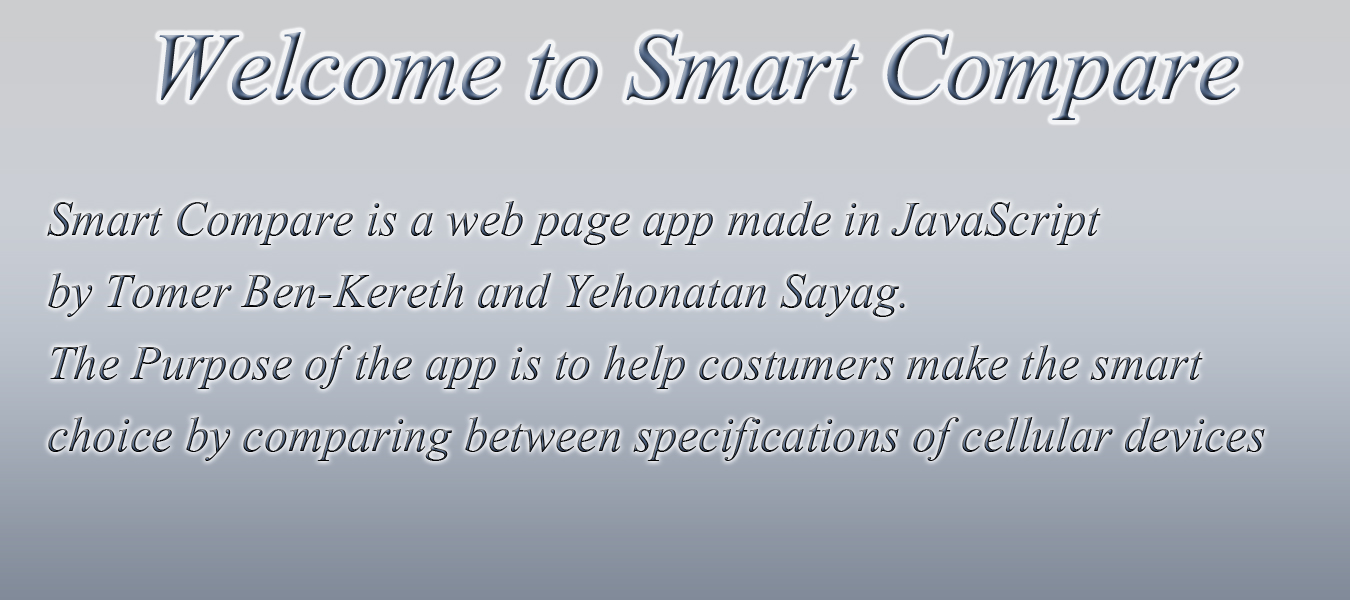 Welcome to Smart Compare
Smart Compare is a web page app made in JavaScript
by Tomer Ben-Kereth and Yehonatan Sayag.
The Purpose of the app is to help costumers make the smart
choice by comparing between specifications of cellular devices